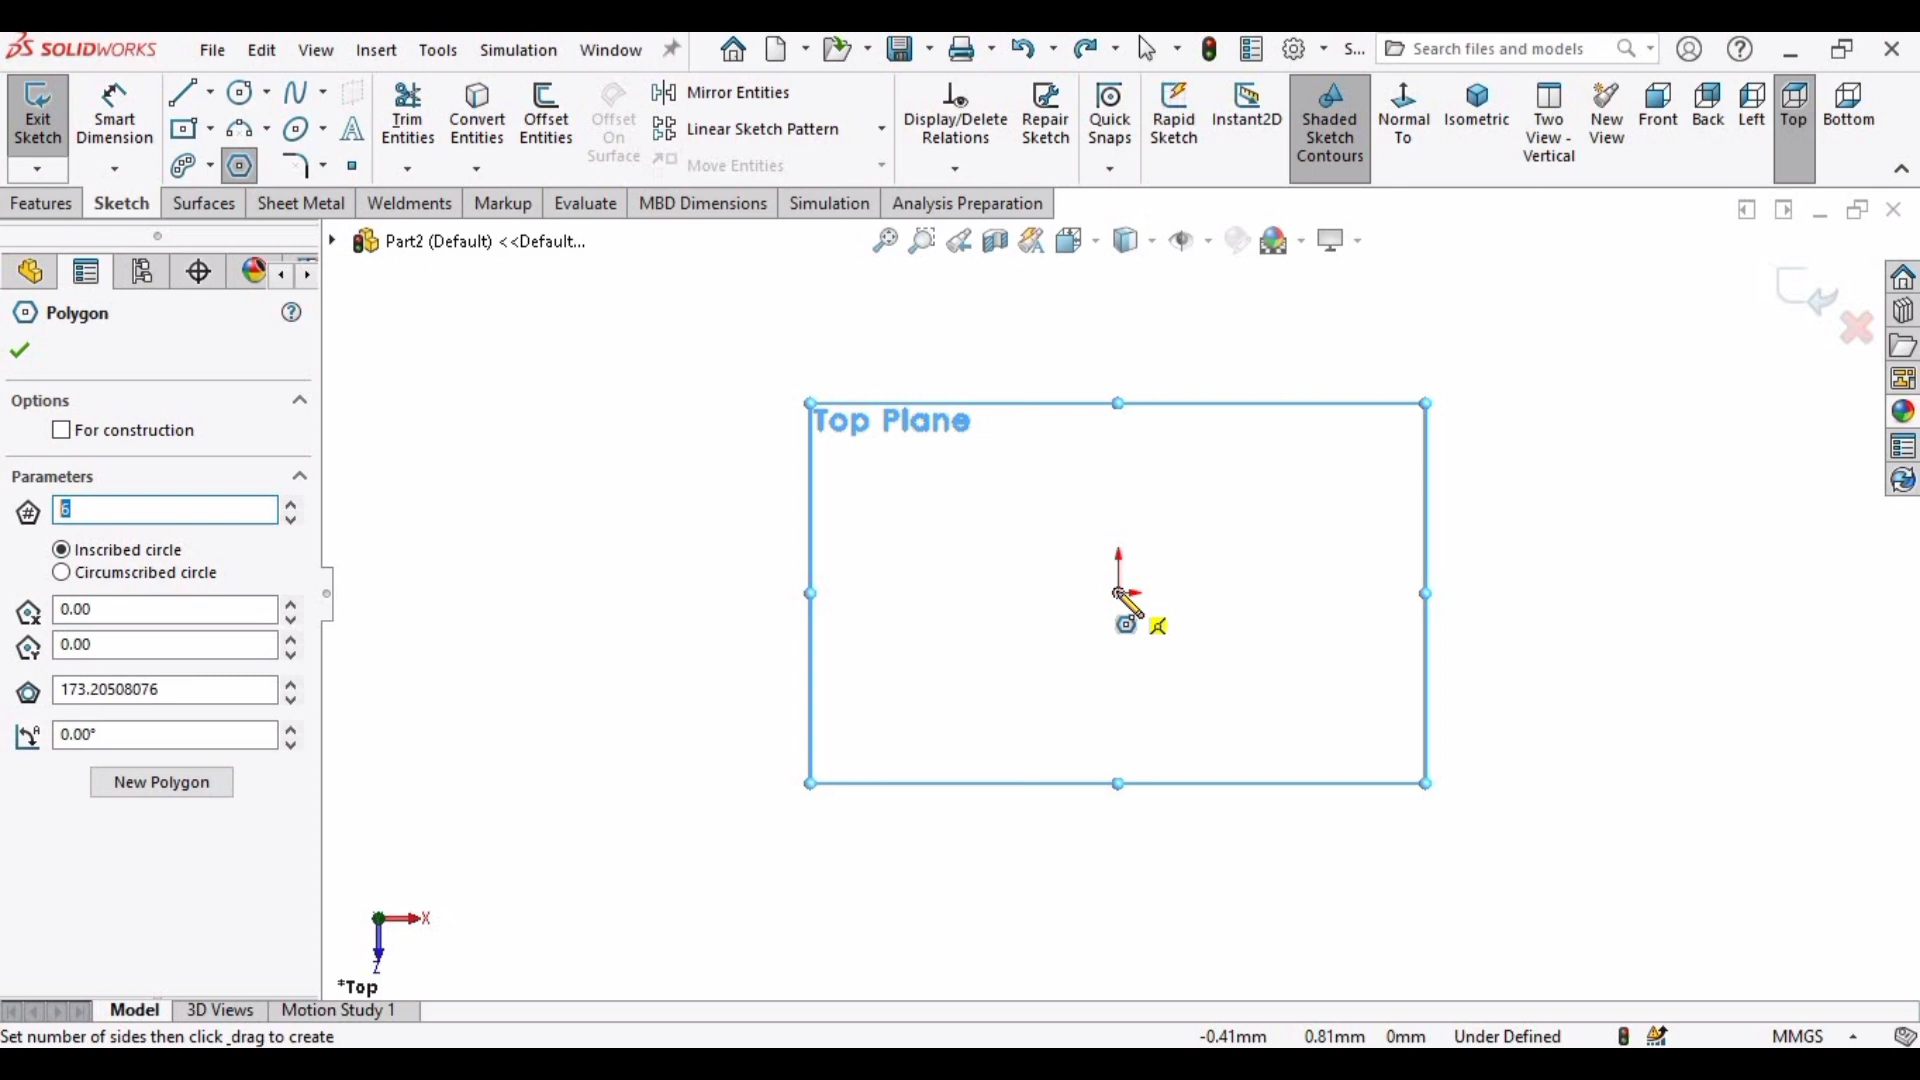 SOLIDWORKS File Edit View Insert Tools Simulation Window S... Search files and models
Exit Sketch
Smart Dimension
Trim Entities
Convert Entities
Offset Entities
Offset On Surface
Mirror Entities
Linear Sketch Pattern
Move Entities
Display/Delete Relations
Repair Sketch
Quick Snaps
Rapid Sketch
Instant2D
Shaded Sketch Contours
Normal To
Isometric
Two View - Vertical
New View
Front
Back
Left
Top
Bottom
Features Sketch Surfaces Sheet Metal Weldments Markup Evaluate MBD Dimensions Simulation Analysis Preparation
Part2 (Default) <<Default...
Polygon
Options
For construction
Parameters
6
Inscribed circle
Circumscribed circle
0.00
0.00
173.20508076
0.00°
New Polygon
Top Plane
X
Z
*Top
Model 3D Views Motion Study 1
Set number of sides then click _drag to create -0.41mm 0.81mm 0mm Under Defined MMGS